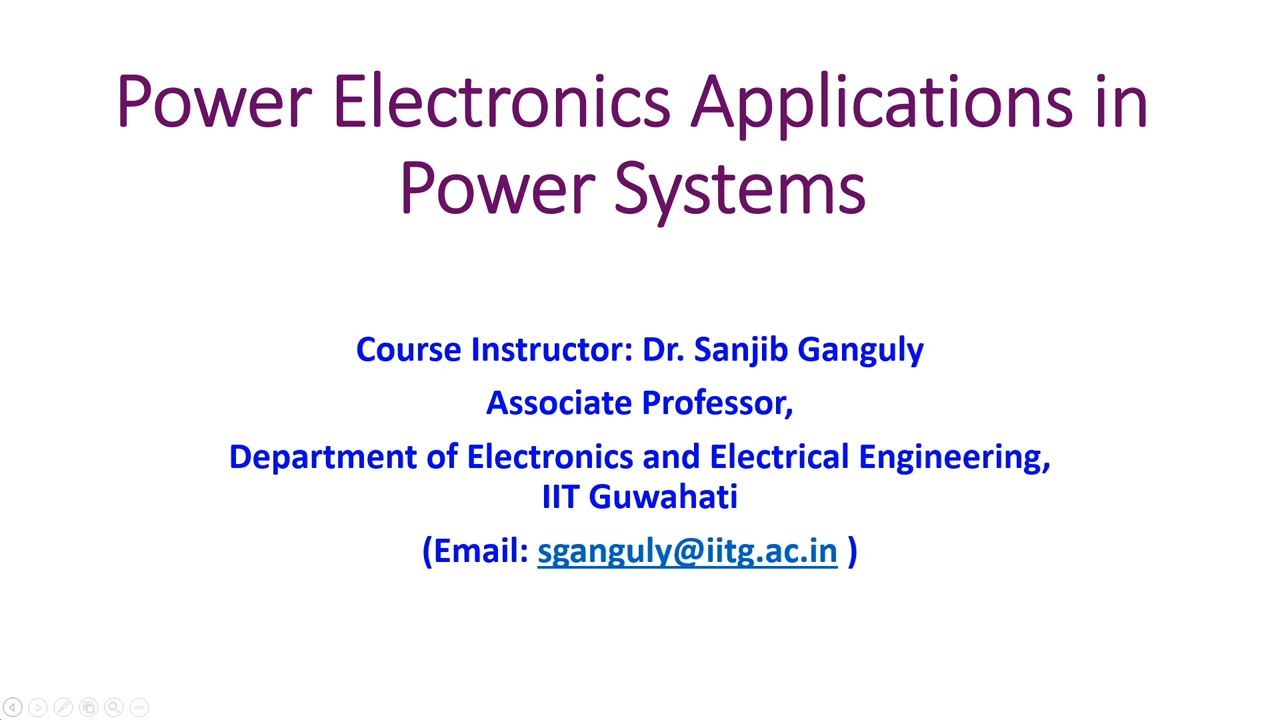 Power Electronics Applications in
Power Systems
Course Instructor: Dr. Sanjib Ganguly
Associate Professor,
Department of Electronics and Electrical Engineering,
IIT Guwahati
(Email: sganguly@iitg.ac.in )